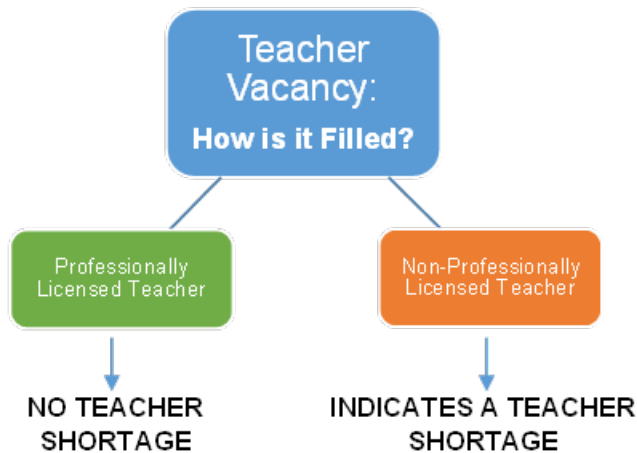 Teacher
Vacancy:
How is it Filled?
Professionally
Licensed Teacher
Non-Professionally
Licensed Teacher
NO TEACHER
SHORTAGE
INDICATES A TEACHER
SHORTAGE